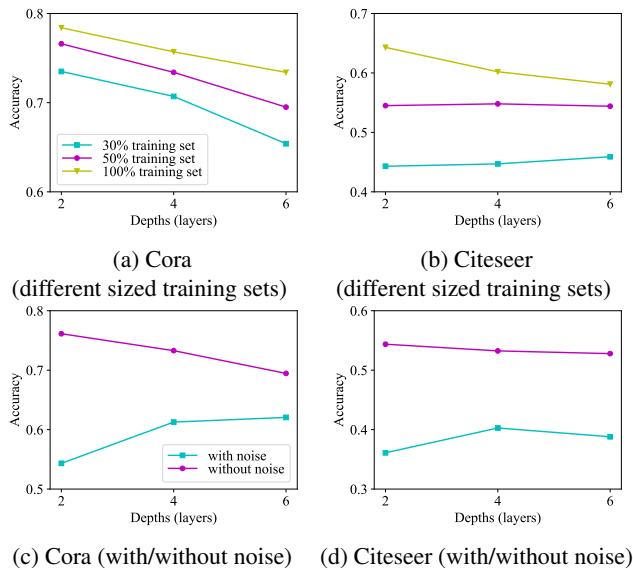 0.8
0.7
0.6
Accuracy
30% training set
50% training set
100% training set
2
4
6
Depths (layers)
(a) Cora
(different sized training sets)
0.7
0.6
0.5
0.4
Accuracy
2
4
6
Depths (layers)
(b) Citeseer
(different sized training sets)
0.8
0.7
0.6
0.5
Accuracy
with noise
without noise
2
4
6
Depths (layers)
(c) Cora (with/without noise)
0.6
0.5
0.4
0.3
Accuracy
2
4
6
Depths (layers)
(d) Citeseer (with/without noise)